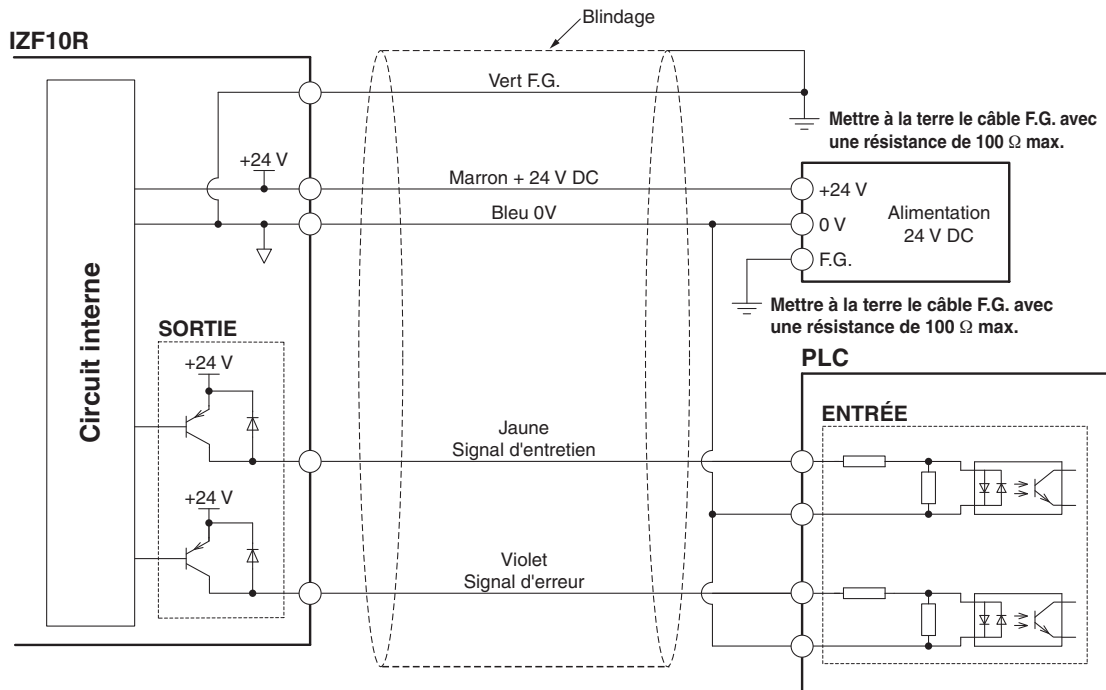 Blindage
IZF10R
Vert F.G.
Mettre à la terre le câble F.G. avec
une résistance de 100 Ω max.
+24 V
Marron + 24 V DC
+24 V
Bleu 0V
0 V
Alimentation
24 V DC
F.G.
Mettre à la terre le câble F.G. avec
une résistance de 100 Ω max.
Circuit interne
SORTIE
+24 V
PLC
ENTRÉE
Jaune
Signal d'entretien
+24 V
Violet
Signal d'erreur